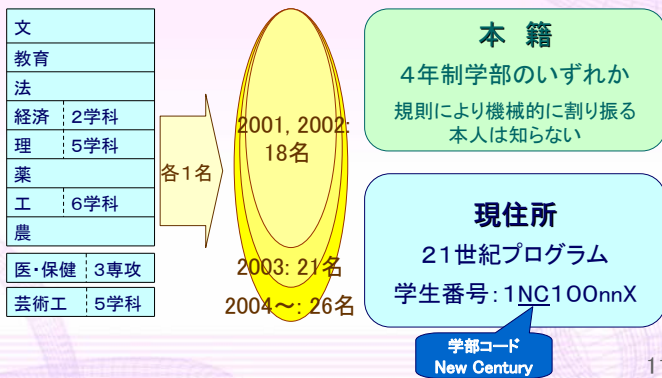 文
教育
法
経済 2学科
理 5学科
薬
工 6学科
農
医・保健 3専攻
芸術工 5学科
各1名
2001, 2002:
18名
2003: 21名
2004～: 26名
本 籍
4年制学部のいずれか
規則により機械的に割り振る
本人は知らない
現住所
21世紀プログラム
学生番号:1NC100nnX
学部コード
New Century